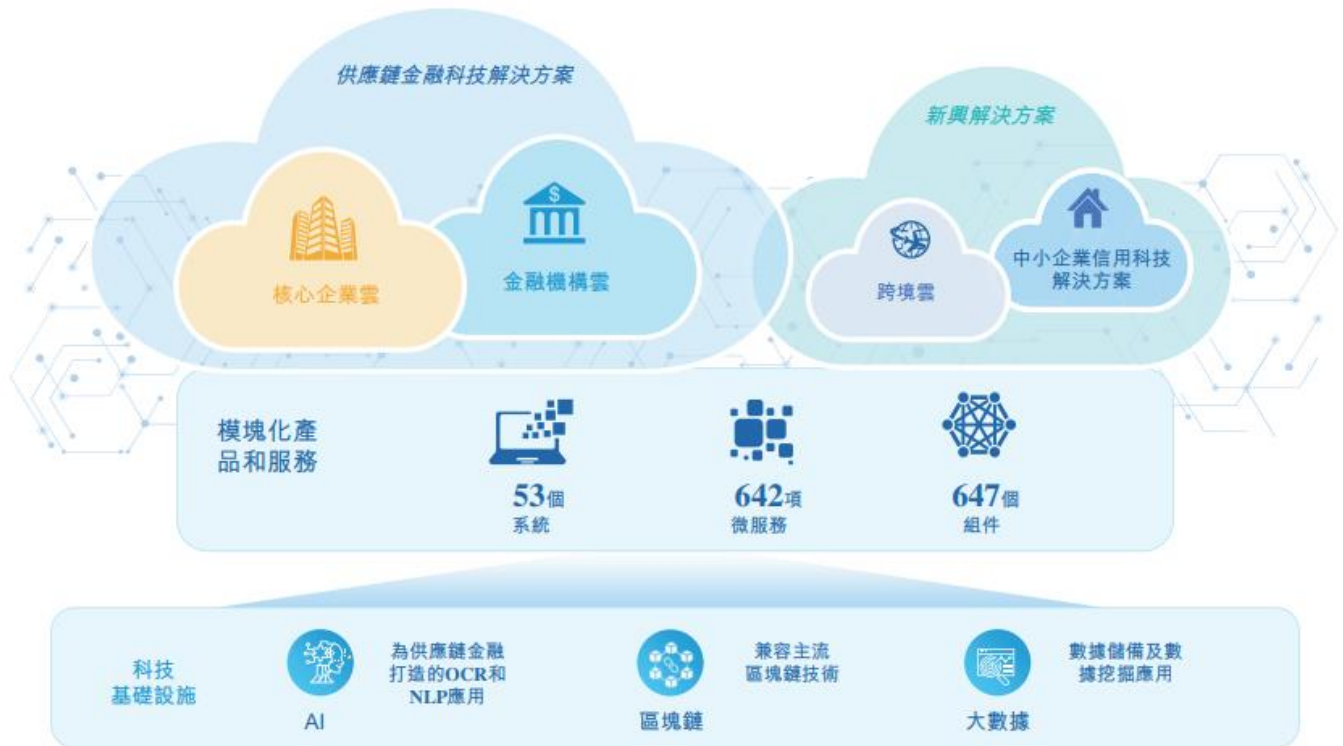 供應鏈金融科技解決方案
新興解決方案
核心企業雲
金融機構雲
跨境雲
中小企業信用科技
解決方案
模塊化產
品和服務
53個
系統
642項
微服務
647個
組件
科技
基礎設施
AI
為供應鏈金融
打造的OCR和
NLP應用
區塊鏈
兼容主流
區塊鏈技術
大數據
數據儲備及數
據挖掘應用